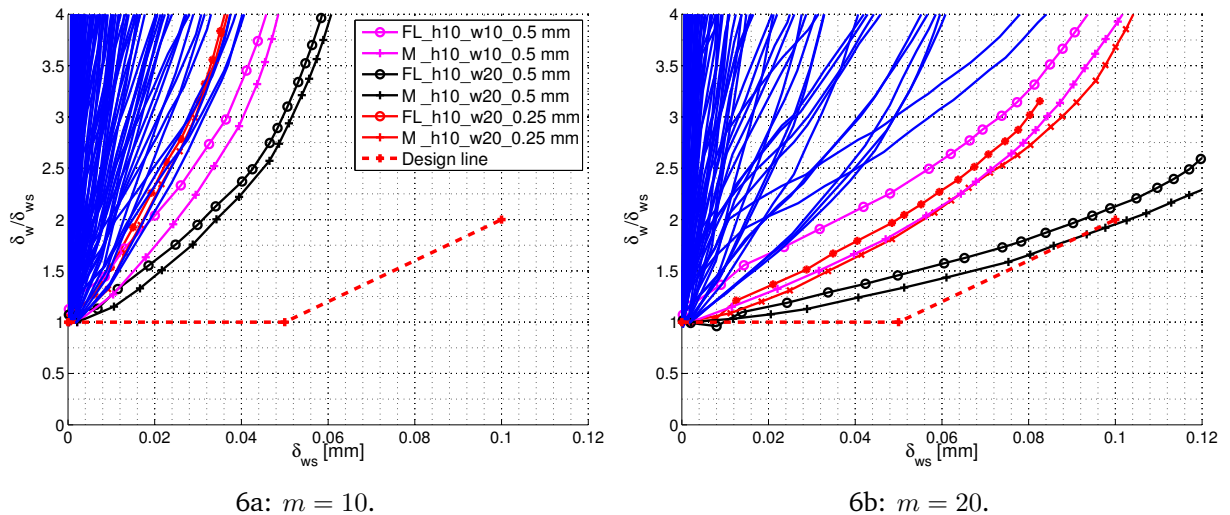 4
3.5
3
2.5
2
1.5
1
0.5
0
δw/δws
0 0.02 0.04 0.06 0.08 0.1 0.12
δws [mm]
FL_h10_w10_0.5 mm
M _h10_w10_0.5 mm
FL_h10_w20_0.5 mm
M _h10_w20_0.5 mm
FL_h10_w20_0.25 mm
M _h10_w20_0.25 mm
Design line
6a: m = 10.
4
3.5
3
2.5
2
1.5
1
0.5
0
δw/δws
0 0.02 0.04 0.06 0.08 0.1 0.12
δws [mm]
6b: m = 20.